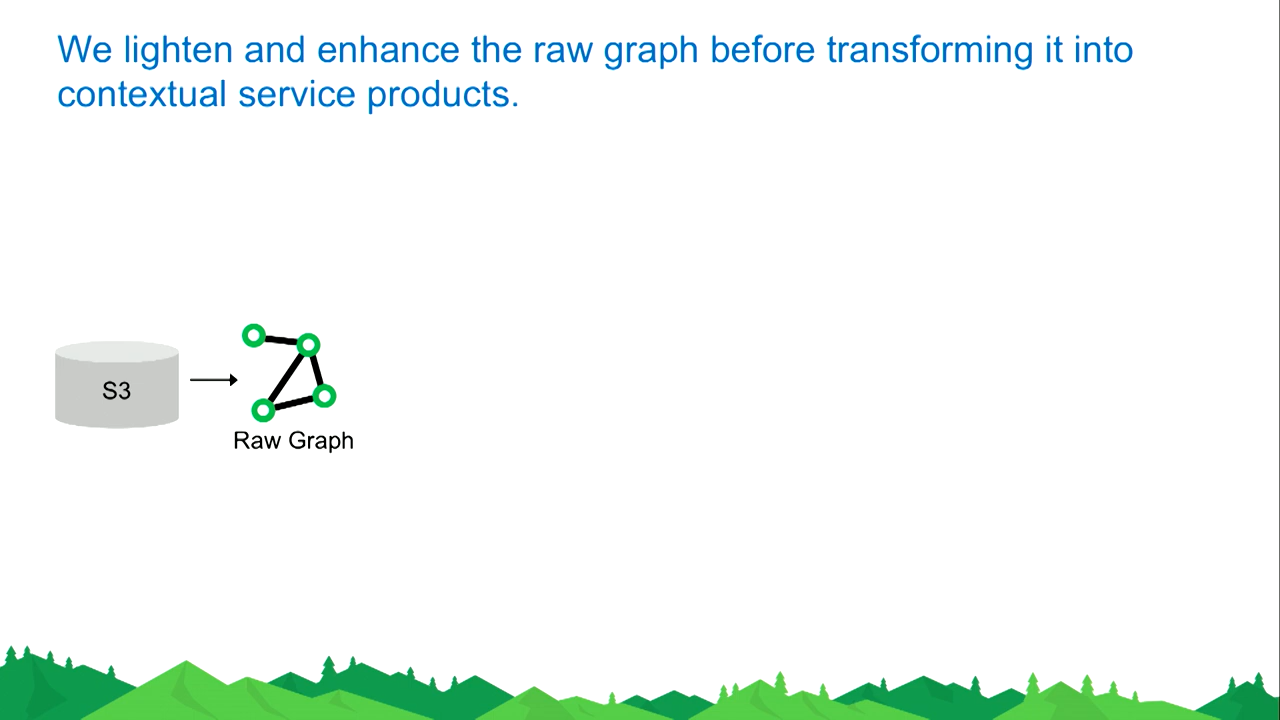 We lighten and enhance the raw graph before transforming it into
contextual service products.
S3
Raw Graph